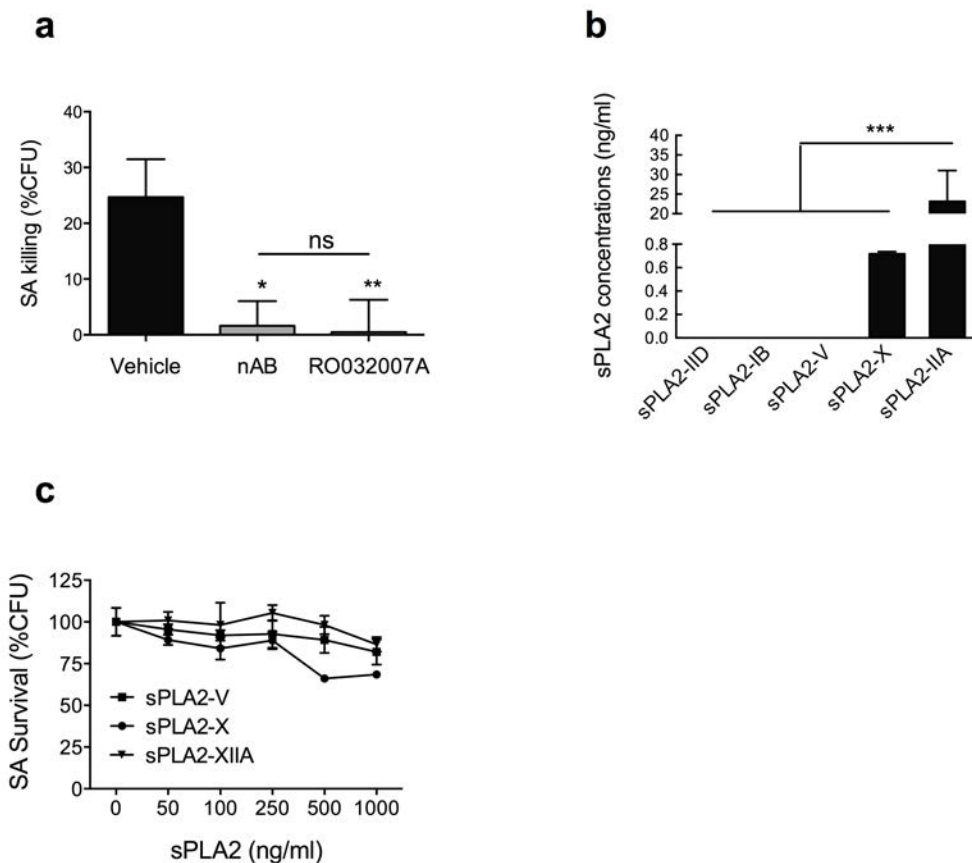 a
SA killing (%CFU)
40
30
20
10
0
ns
*
**
Vehicle
nAB
RO032007A
b
sPLA2 concentrations (ng/ml)
40
35
30
25
20
0.8
0.6
0.4
0.2
0.0
***
sPLA2-IID
sPLA2-IB
sPLA2-V
sPLA2-X
sPLA2-IIA
c
SA Survival (%CFU)
125
100
75
50
25
0
sPLA2-V
sPLA2-X
sPLA2-XIIA
0 50 100 250 500 1000
sPLA2 (ng/ml)